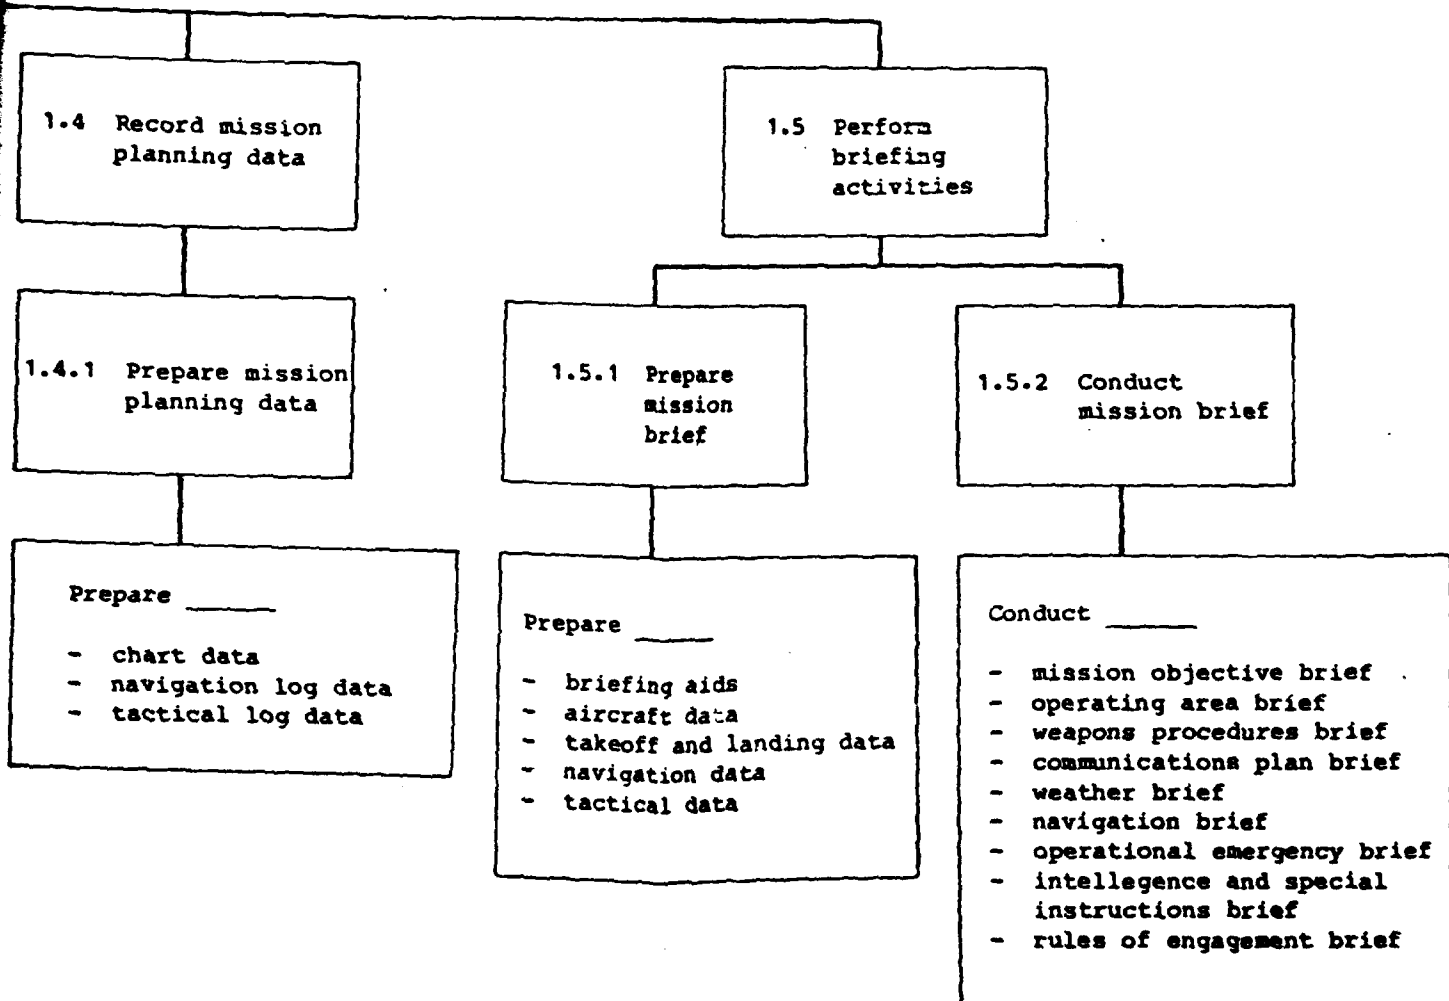 1.4 Record mission
planning data
1.5 Perform
briefing
activities
1.4.1 Prepare mission
planning data
1.5.1 Prepare
mission
brief
1.5.2 Conduct
mission brief
Prepare ______
- chart data
- navigation log data
- tactical log data
Prepare _____
- briefing aids
- aircraft data
- takeoff and landing data
- navigation data
- tactical data
Conduct ______
- mission objective brief
- operating area brief
- weapons procedures brief
- communications plan brief
- weather brief
- navigation brief
- operational emergency brief
- intellegence and special
instructions brief
- rules of engagement brief